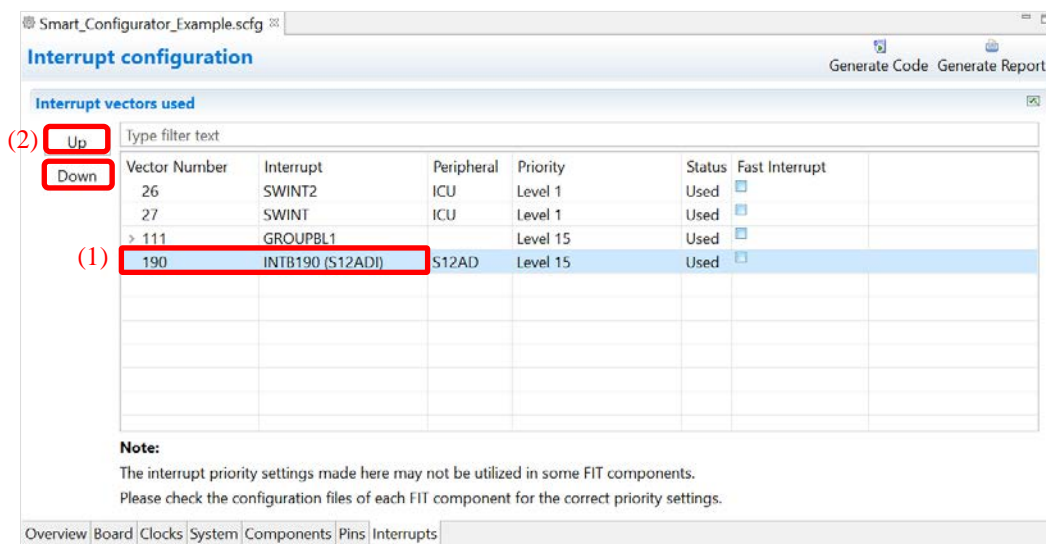 Smart_Configurator_Example.scfg
Interrupt configuration
Generate Code Generate Report
Interrupt vectors used
(2) Up Type filter text
Down Vector Number Interrupt Peripheral Priority Status Fast Interrupt
26 SWINT2 ICU Level 1 Used
27 SWINT ICU Level 1 Used
> 111 GROUPBL1 Level 15 Used
(1) 190 INTB190 (S12ADI) S12AD Level 15 Used
Note:
The interrupt priority settings made here may not be utilized in some FIT components.
Please check the configuration files of each FIT component for the correct priority settings.
Overview Board Clocks System Components Pins Interrupts